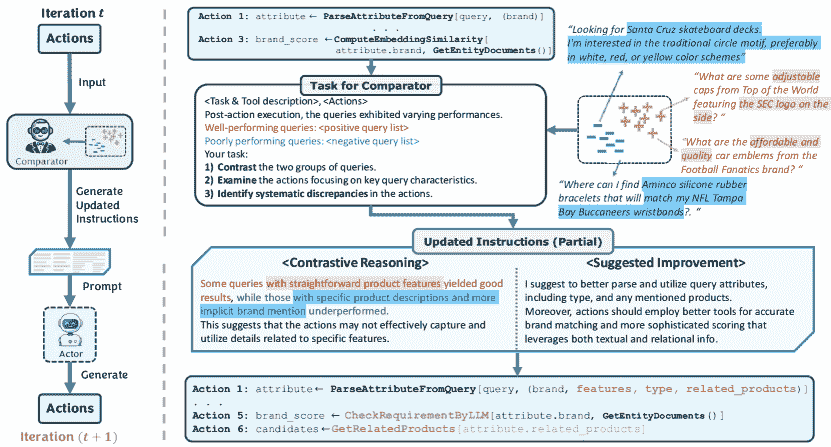 Iteration t
Actions
Input
Comparator
Generate
Updated
Instructions
Prompt
Actor
Generate
Actions
Iteration (t + 1)
Action 1: attribute ← ParseAttributeFromQuery[query, (brand)]
. . .
Action 3: brand_score ←ComputeEmbeddingSimilarity[
attribute.brand, GetEntityDocuments()]
Task for Comparator
<Task & Tool description>, <Actions>
Post-action execution, the queries exhibited varying performances.
Well-performing queries: <positive query list>
Poorly performing queries: <negative query list>
Your task:
1) Contrast the two groups of queries.
2) Examine the actions focusing on key query characteristics.
3) Identify systematic discrepancies in the actions.
“Looking for Santa Cruz skateboard decks.
I’m interested in the traditional circle motif, preferably
in white, red, or yellow color schemes”
“What are some adjustable
caps from Top of the World
featuring the SEC logo on the
side? “
“What are the affordable and
quality car emblems from the
Football Fanatics brand? “
“Where can I find Aminco silicone rubber
bracelets that will match my NFL Tampa
Bay Buccaneers wristbands?. “
Updated Instructions (Partial)
<Contrastive Reasoning>
Some queries with straightforward product features yielded good
results, while those with specific product descriptions and more
implicit brand mention underperformed.
This suggests that the actions may not effectively capture and
utilize details related to specific features.
<Suggested Improvement>
I suggest to better parse and utilize query attributes,
including type, and any mentioned products.
Moreover, actions should employ better tools for accurate
brand matching and more sophisticated scoring that
leverages both textual and relational info.
Action 1: attribute ← ParseAttributeFromQuery[query, (brand, features, type, related_products)]
. . .
Action 5: brand_score ← CheckRequirementByLLM[attribute.brand, GetEntityDocuments()]
Action 6: candidates ← GetRelatedProducts[attribute.related_products]